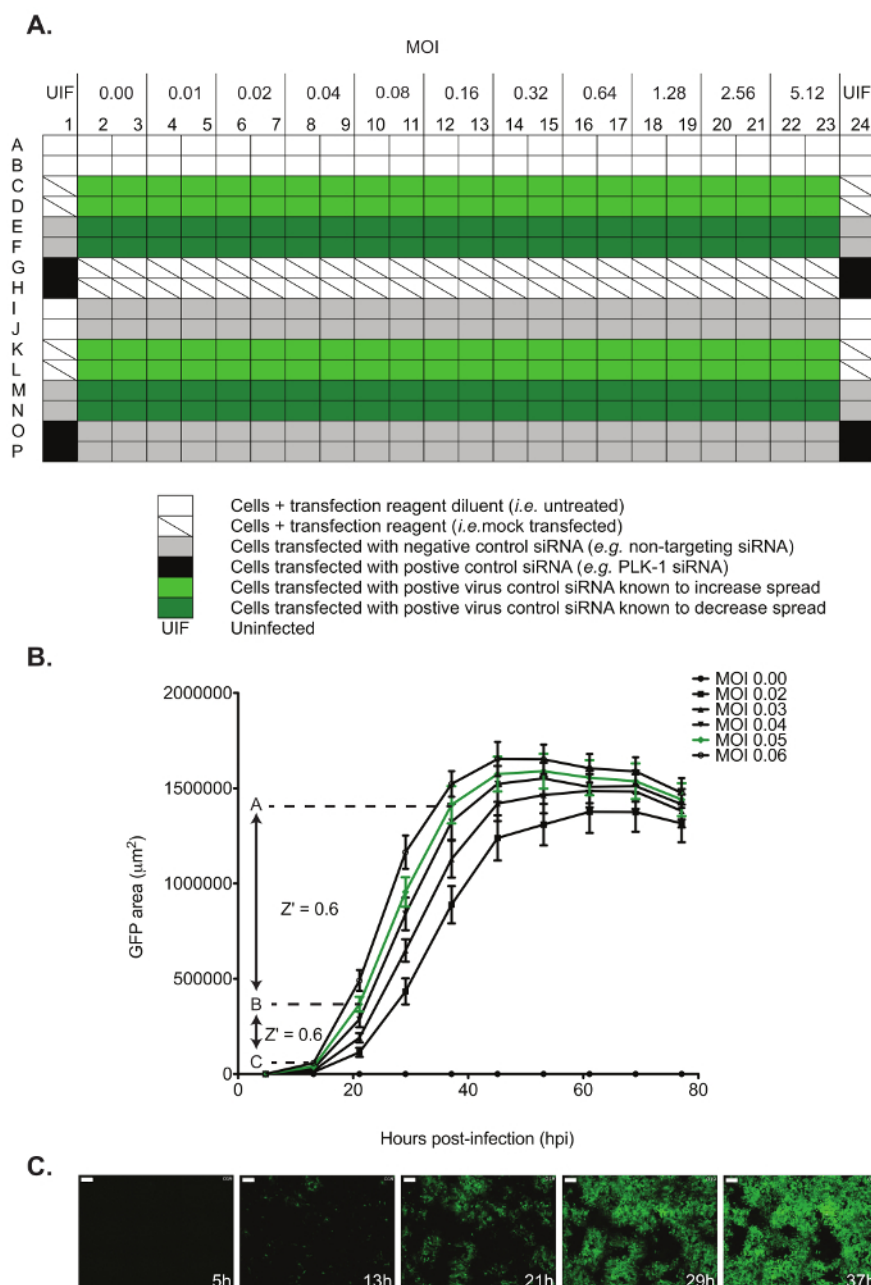 A.
MOI
UIF 0.00 0.01 0.02 0.04 0.08 0.16 0.32 0.64 1.28 2.56 5.12 UIF
1 2 3 4 5 6 7 8 9 10 11 12 13 14 15 16 17 18 19 20 21 22 23 24
A
B
C
D
E
F
G
H
I
J
K
L
M
N
O
P
Cells + transfection reagent diluent (i.e. untreated)
Cells + transfection reagent (i.e.mock transfected)
Cells transfected with negative control siRNA (e.g. non-targeting siRNA)
Cells transfected with postive control siRNA (e.g. PLK-1 siRNA)
Cells transfected with postive virus control siRNA known to increase spread
Cells transfected with postive virus control siRNA known to decrease spread
UIF Uninfected
B.
MOI 0.00
MOI 0.02
MOI 0.03
MOI 0.04
MOI 0.05
MOI 0.06
2000000
1500000
1000000
500000
0
GFP area (µm²)
A
Z' = 0.6
B
Z' = 0.6
C
0 20 40 60 80
Hours post-infection (hpi)
C.
5h 13h 21h 29h 37h